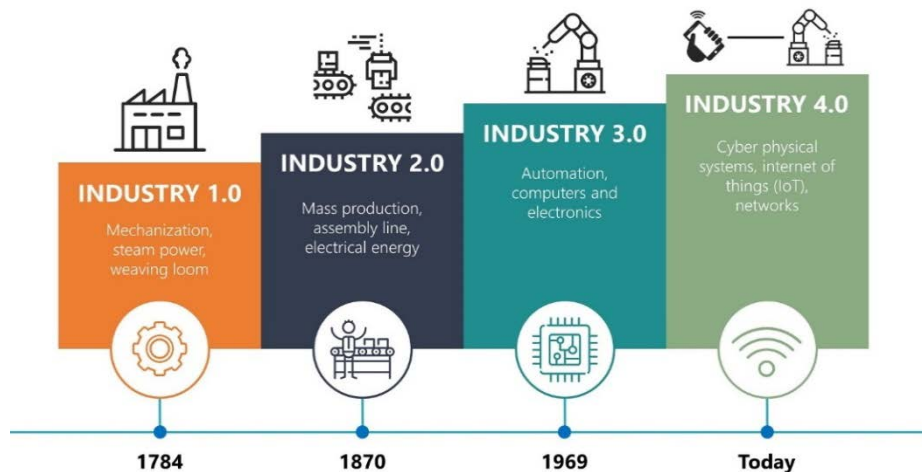 INDUSTRY 1.0
Mechanization,
steam power,
weaving loom
INDUSTRY 2.0
Mass production,
assembly line,
electrical energy
INDUSTRY 3.0
Automation,
computers and
electronics
INDUSTRY 4.0
Cyber physical
systems, internet of
things (IoT),
networks
1784
1870
1969
Today